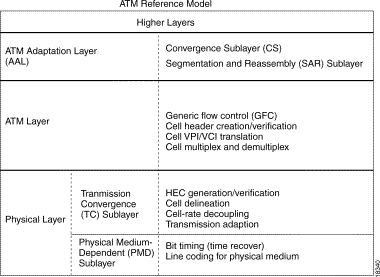 ATM Reference Model
Higher Layers
ATM Adaptation Layer
(AAL)
Convergence Sublayer (CS)
Segmentation and Reassembly (SAR) Sublayer
ATM Layer
Generic flow control (GFC)
Cell header creation/verification
Cell VPI/VCI translation
Cell multiplex and demultiplex
Physical Layer
Tranmission
Convergence
(TC) Sublayer
HEC generation/verification
Cell delineation
Cell-rate decoupling
Transmission adaption
Physical Medium-
Dependent (PMD)
Sublayer
Bit timing (time recover)
Line coding for physical medium
18340